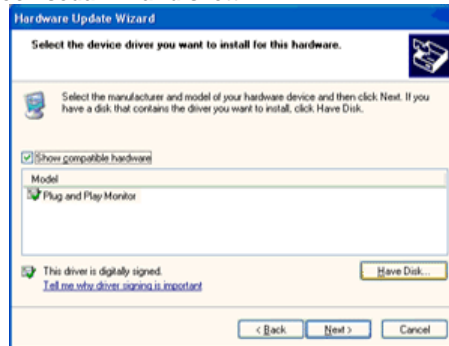 Hardware Update Wizard
Select the device driver you want to install for this hardware.
Select the manufacturer and model of your hardware device and then click Next. If you
have a disk that contains the driver you want to install, click Have Disk.
Show compatible hardware
Model
Plug and Play Monitor
This driver is digitally signed.
Have Disk...
Tell me why driver signing is important
< Back
Next >
Cancel